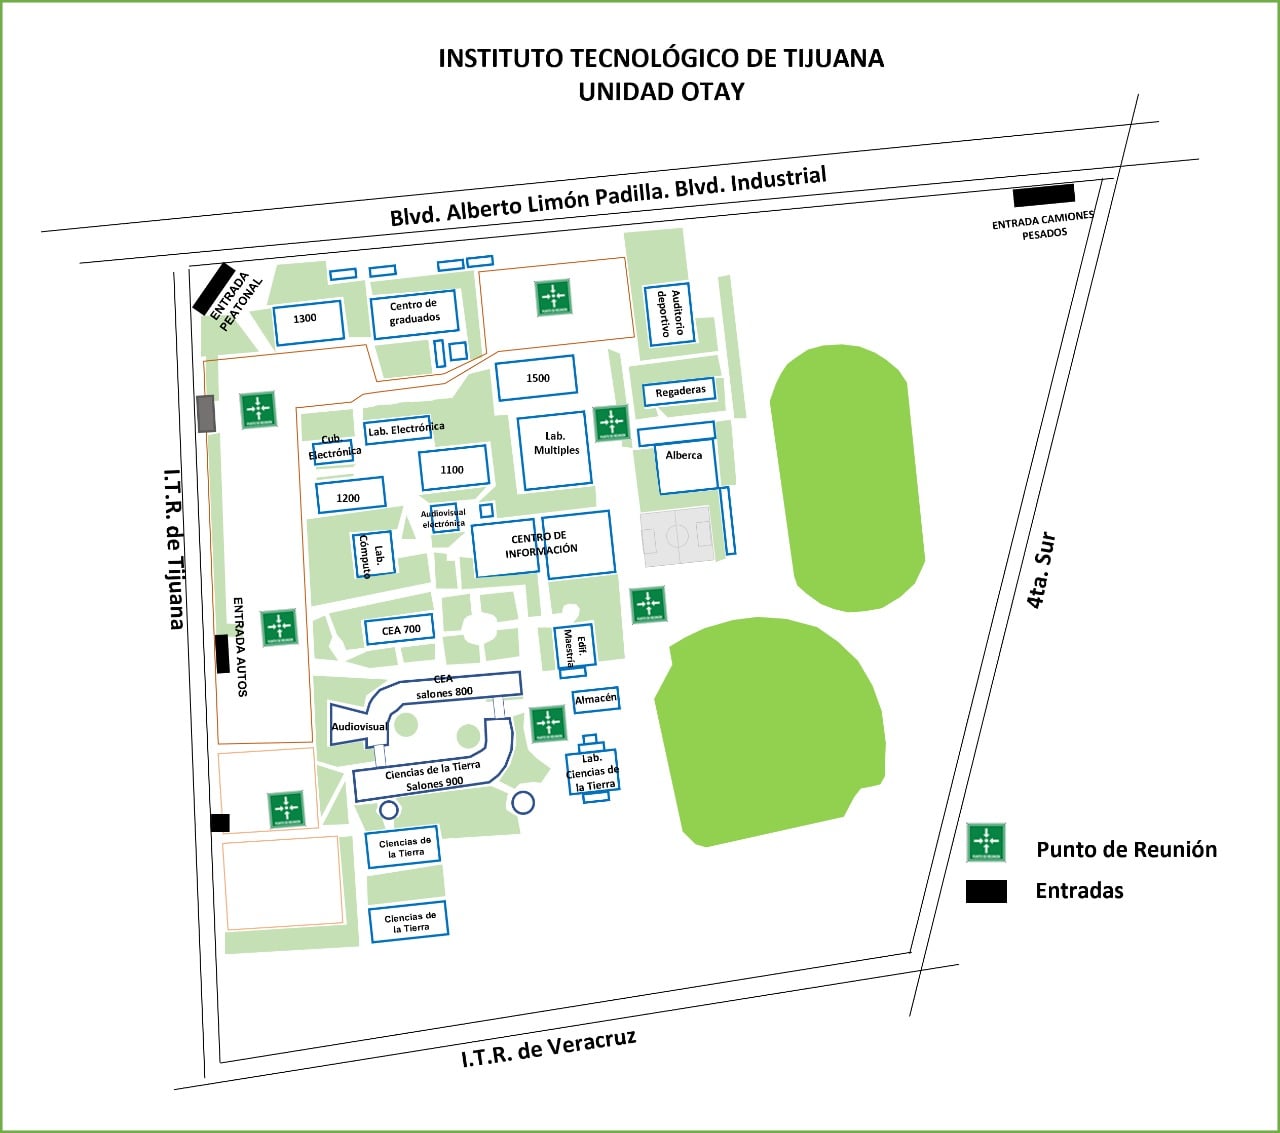 INSTITUTO TECNOLÓGICO DE TIJUANA
UNIDAD OTAY
Blvd. Alberto Limón Padilla. Blvd. Industrial
ENTRADA CAMIONES
PESADOS
ENTRADA
PEATONAL
1300
Centro de
graduados
Auditorio
deportivo
1500
Regaderas
Cub.
Electrónica
Lab. Electrónica
Lab.
Multiples
Alberca
1100
1200
Audiovisual
electrónica
Lab.
Cómputo
CENTRO DE
INFORMACIÓN
I.T.R. de Tijuana
4ta. Sur
ENTRADA AUTOS
CEA 700
Edif.
Maestría
CEA
salones 800
Almacén
Audiovisual
Ciencias de la Tierra
Salones 900
Lab.
Ciencias de
la Tierra
Ciencias de
la Tierra
Ciencias de
la Tierra
Punto de Reunión
Entradas
I.T.R. de Veracruz